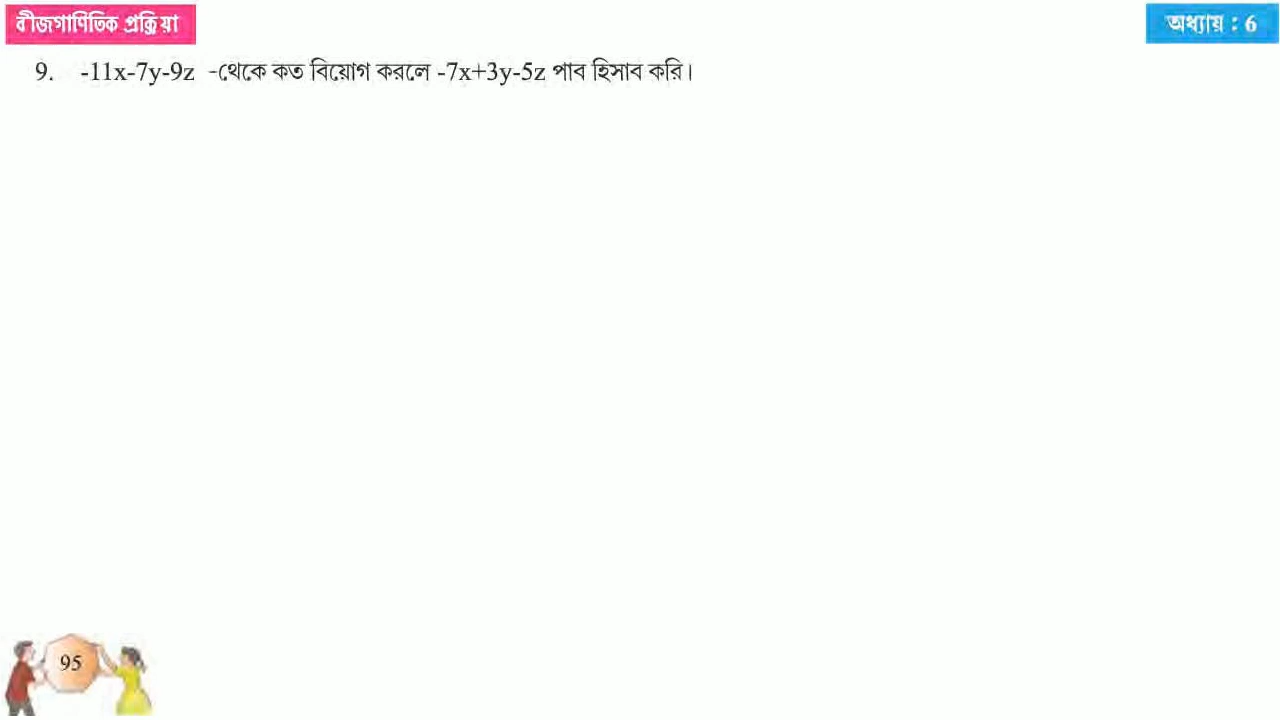 বীজগাণিতিক প্রক্রিয়া
অধ্যায় : 6
9. -11x-7y-9z -থেকে কত বিয়োগ করলে -7x+3y-5z পাব হিসাব করি।
95